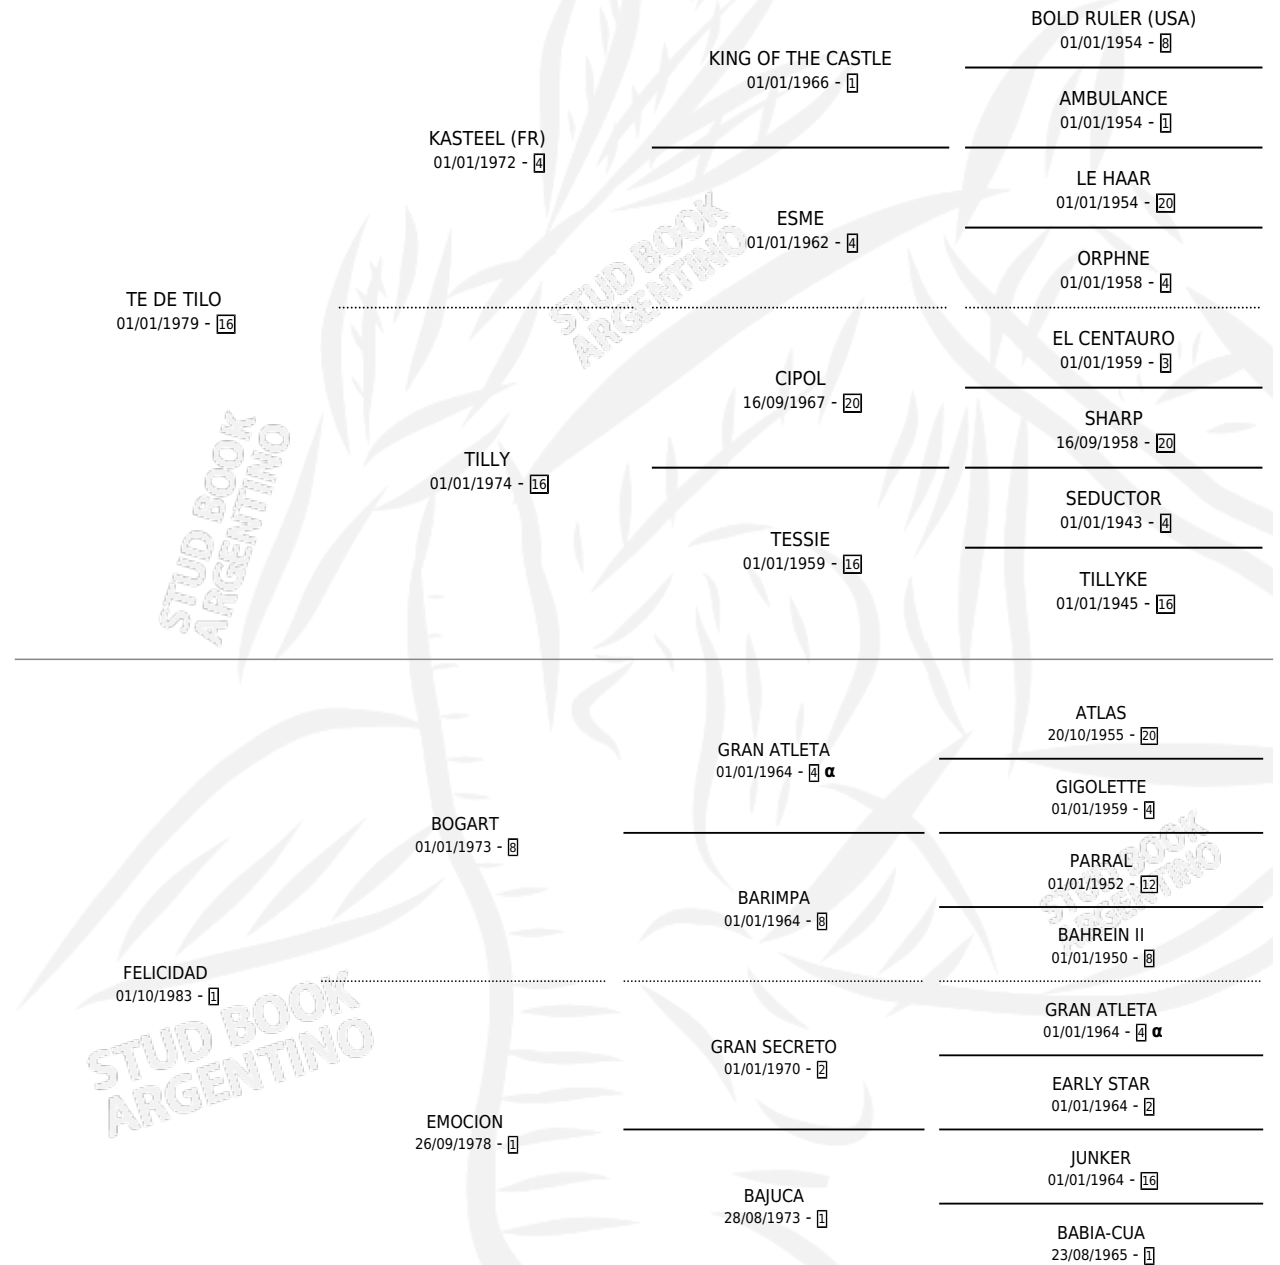 BOLD RULER (USA)
01/01/1954 - 8
KING OF THE CASTLE
01/01/1966 - 1
AMBULANCE
01/01/1954 - 1
KASTEEL (FR)
01/01/1972 - 4
LE HAAR
01/01/1954 - 20
ESME
01/01/1962 - 4
ORPHNE
01/01/1958 - 4
TE DE TILO
01/01/1979 - 16
EL CENTAURO
01/01/1959 - 3
CIPOL
16/09/1967 - 20
SHARP
16/09/1958 - 20
TILLY
01/01/1974 - 16
SEDUCTOR
01/01/1943 - 4
TESSIE
01/01/1959 - 16
TILLYKE
01/01/1945 - 16
STUD BOOK
ARGENTINO
STUD BOOK
ARGENTINO
ATLAS
20/10/1955 - 20
GRAN ATLETA
01/01/1964 - 4 α
GIGOLETTE
01/01/1959 - 4
BOGART
01/01/1973 - 8
PARRAL
01/01/1952 - 12
BARIMPA
01/01/1964 - 8
BAHREIN II
01/01/1950 - 8
FELICIDAD
01/10/1983 - 1
GRAN ATLETA
01/01/1964 - 4 α
GRAN SECRETO
01/01/1970 - 2
EARLY STAR
01/01/1964 - 2
EMOCION
26/09/1978 - 1
JUNKER
01/01/1964 - 16
BAJUCA
28/08/1973 - 1
BABIA-CUA
23/08/1965 - 1
STUD BOOK
ARGENTINO
STUD BOOK
ARGENTINO